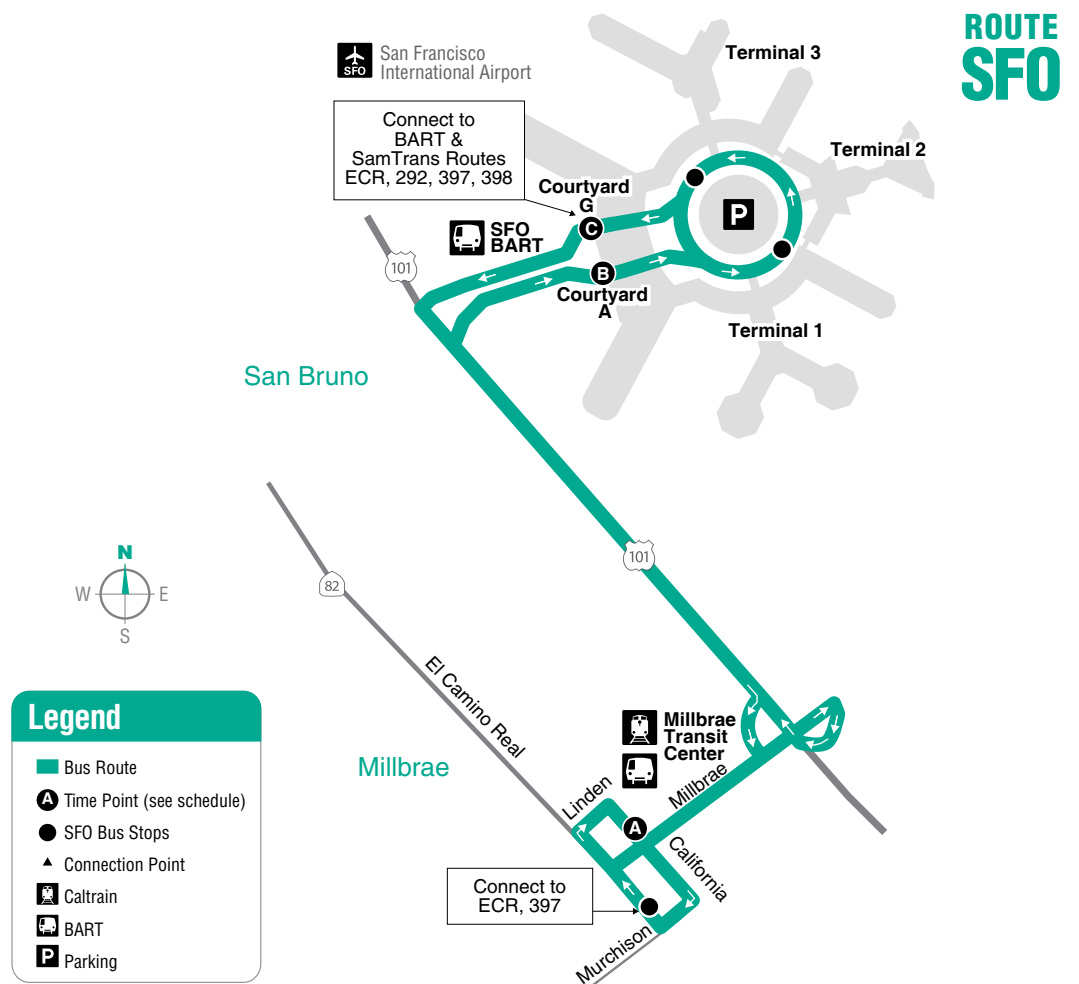 ROUTE
SFO
San Francisco
International Airport
SFO
Terminal 3
Connect to
BART &
SamTrans Routes
ECR, 292, 397, 398
Terminal 2
Courtyard
G
C
P
SFO
BART
101
B
Courtyard
A
Terminal 1
San Bruno
101
N
W
E
S
82
El Camino Real
Legend
Bus Route
A
Time Point (see schedule)
SFO Bus Stops
Connection Point
Caltrain
BART
P
Parking
Millbrae
Transit
Center
Millbrae
Millbrae
Linden
A
California
Connect to
ECR, 397
Murchison